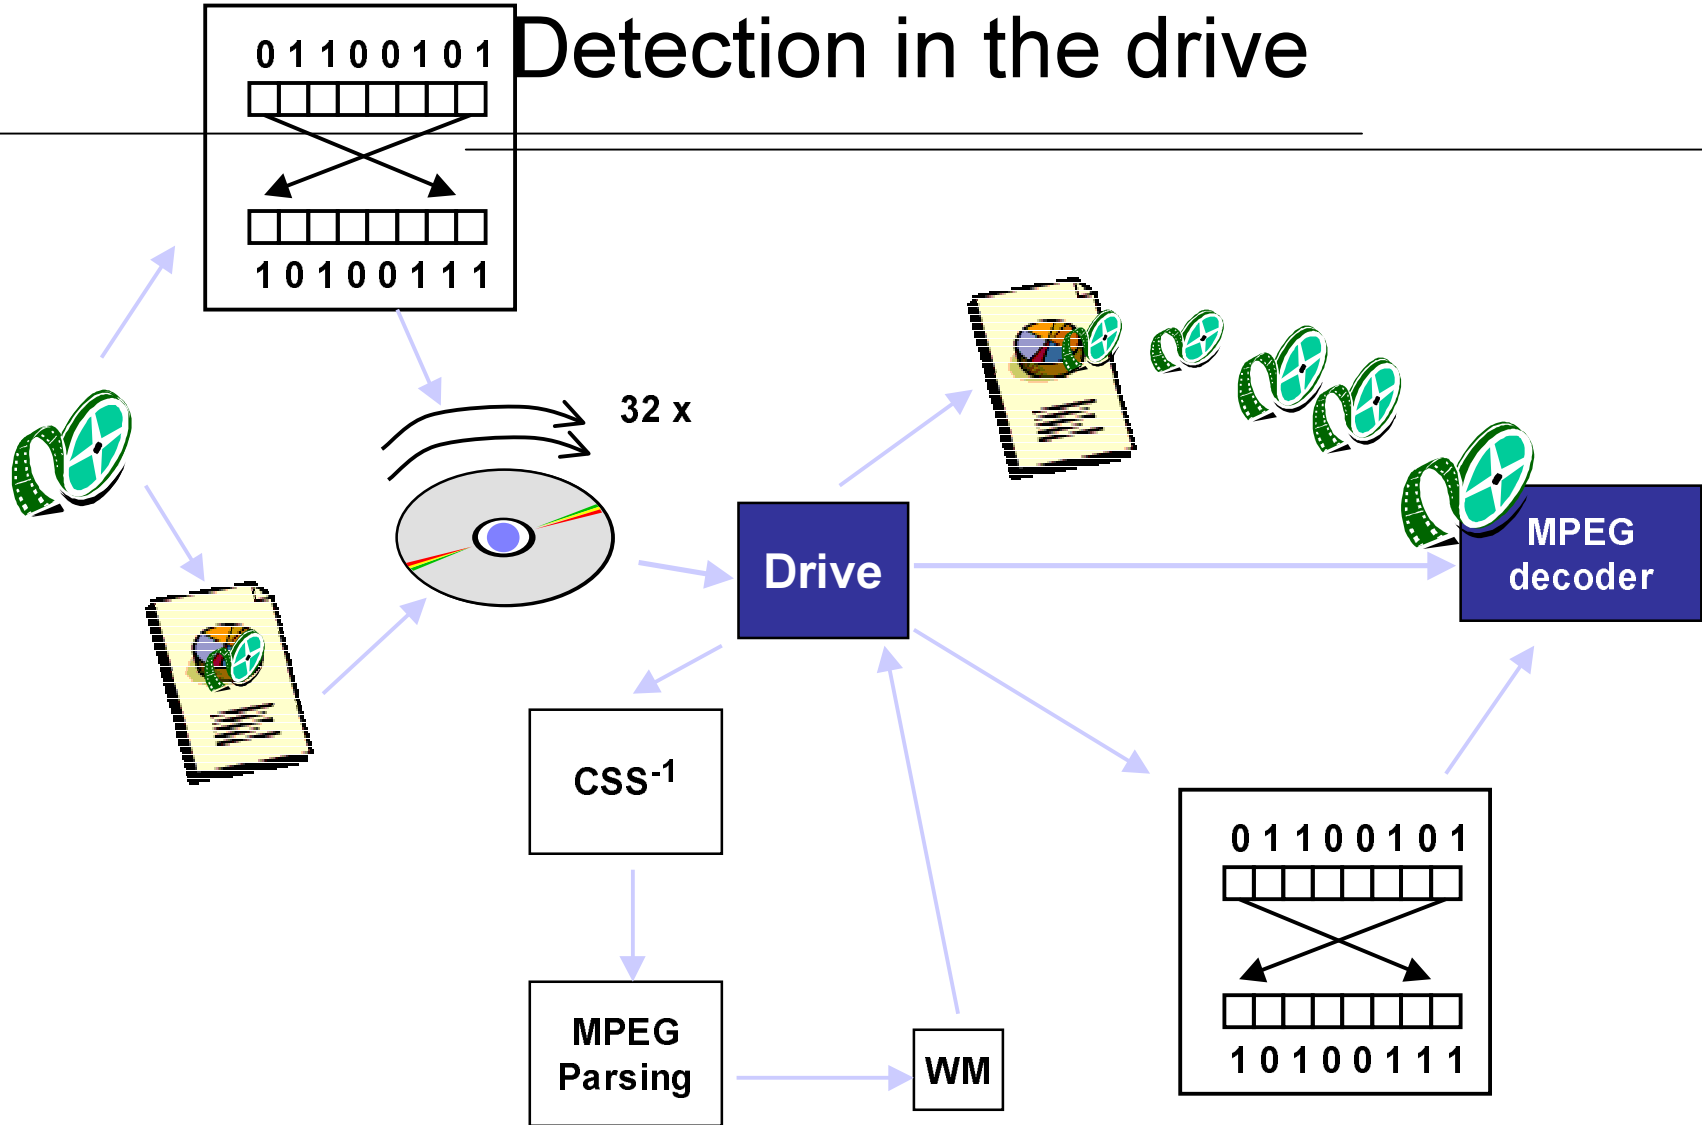 Detection in the drive
0 1 1 0 0 1 0 1
1 0 1 0 0 1 1 1
32 x
Drive
MPEG
decoder
CSS-1
MPEG
Parsing
WM
0 1 1 0 0 1 0 1
1 0 1 0 0 1 1 1